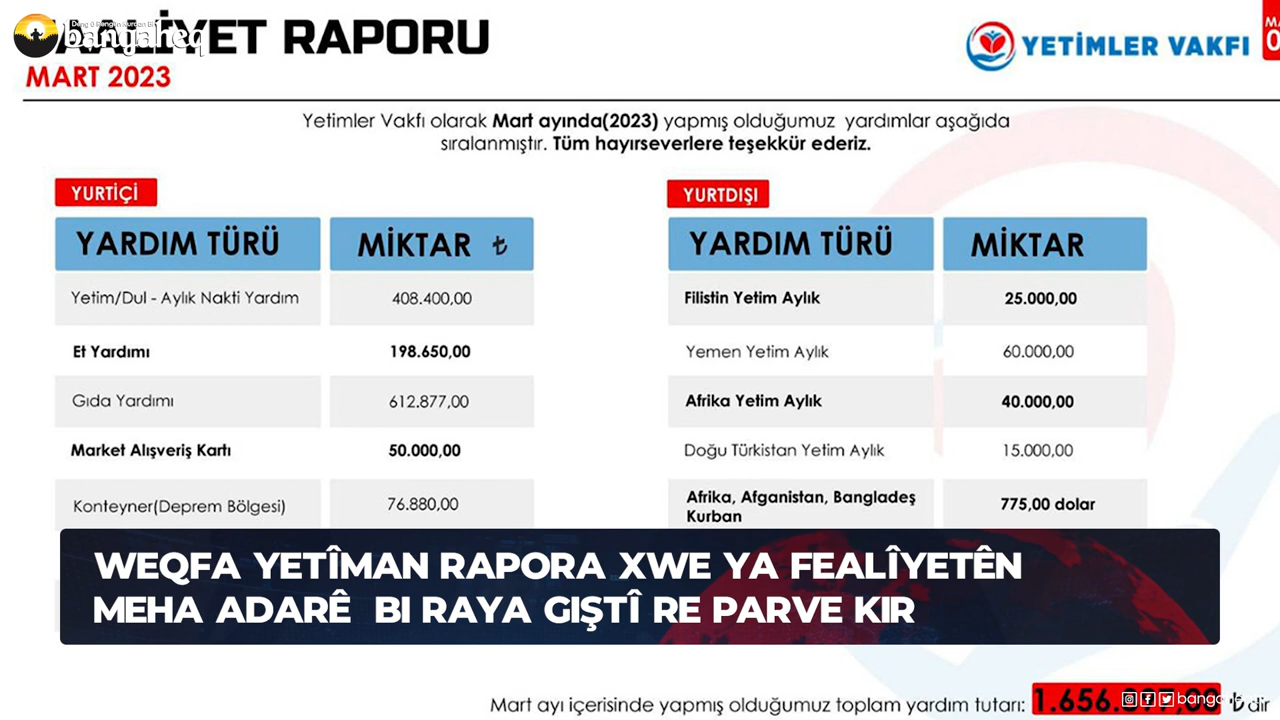 Deng û Rengên Kurdan Bi
bangaheq
RAPORU
YETİMLER VAKFI
MART 2023
Yetimler Vakfı olarak Mart ayında(2023) yapmış olduğumuz yardımlar aşağıda
sıralanmıştır. Tüm hayırseverlere teşekkür ederiz.
YURTİÇİ
YARDIM TÜRÜ MİKTAR ₺
Yetim/Dul - Aylık Nakti Yardım 408.400,00
Et Yardımı 198.650,00
Gıda Yardımı 612.877,00
Market Alışveriş Kartı 50.000,00
Konteyner(Deprem Bölgesi) 76.880,00
YURTDIŞI
YARDIM TÜRÜ MİKTAR
Filistin Yetim Aylık 25.000,00
Yemen Yetim Aylık 60.000,00
Afrika Yetim Aylık 40.000,00
Doğu Türkistan Yetim Aylık 15.000,00
Afrika, Afganistan, Bangladeş
Kurban 775,00 dolar
WEQFA YETÎMAN RAPORA XWE YA FEALÎYETÊN
MEHA ADARÊ BI RAYA GIŞTÎ RE PARVE KIR
Mart ayı içerisinde yapmış olduğumuz toplam yardım tutarı: ₺ dir